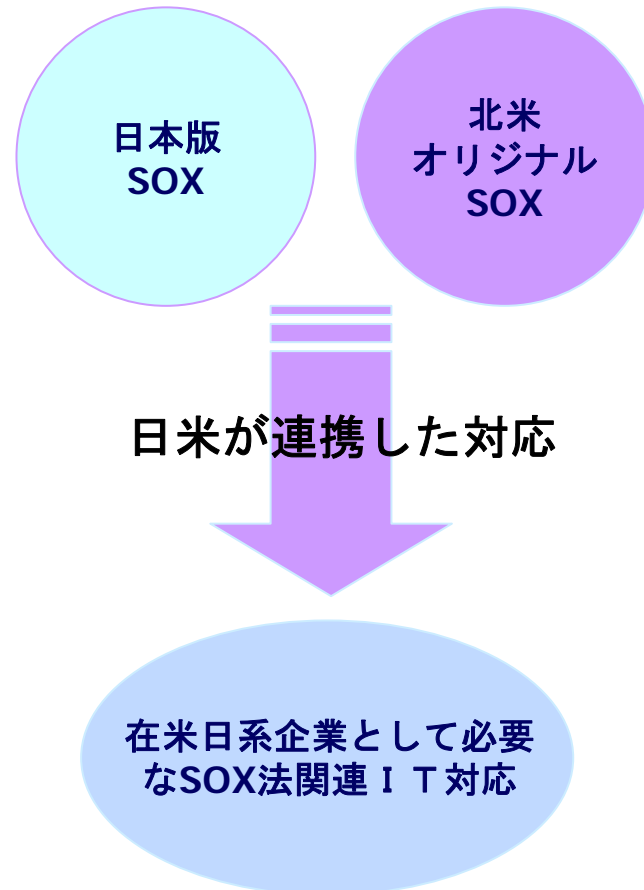 日本版
SOX
北米
オリジナル
SOX
日米が連携した対応
在米日系企業として必要
なSOX法関連ＩＴ対応